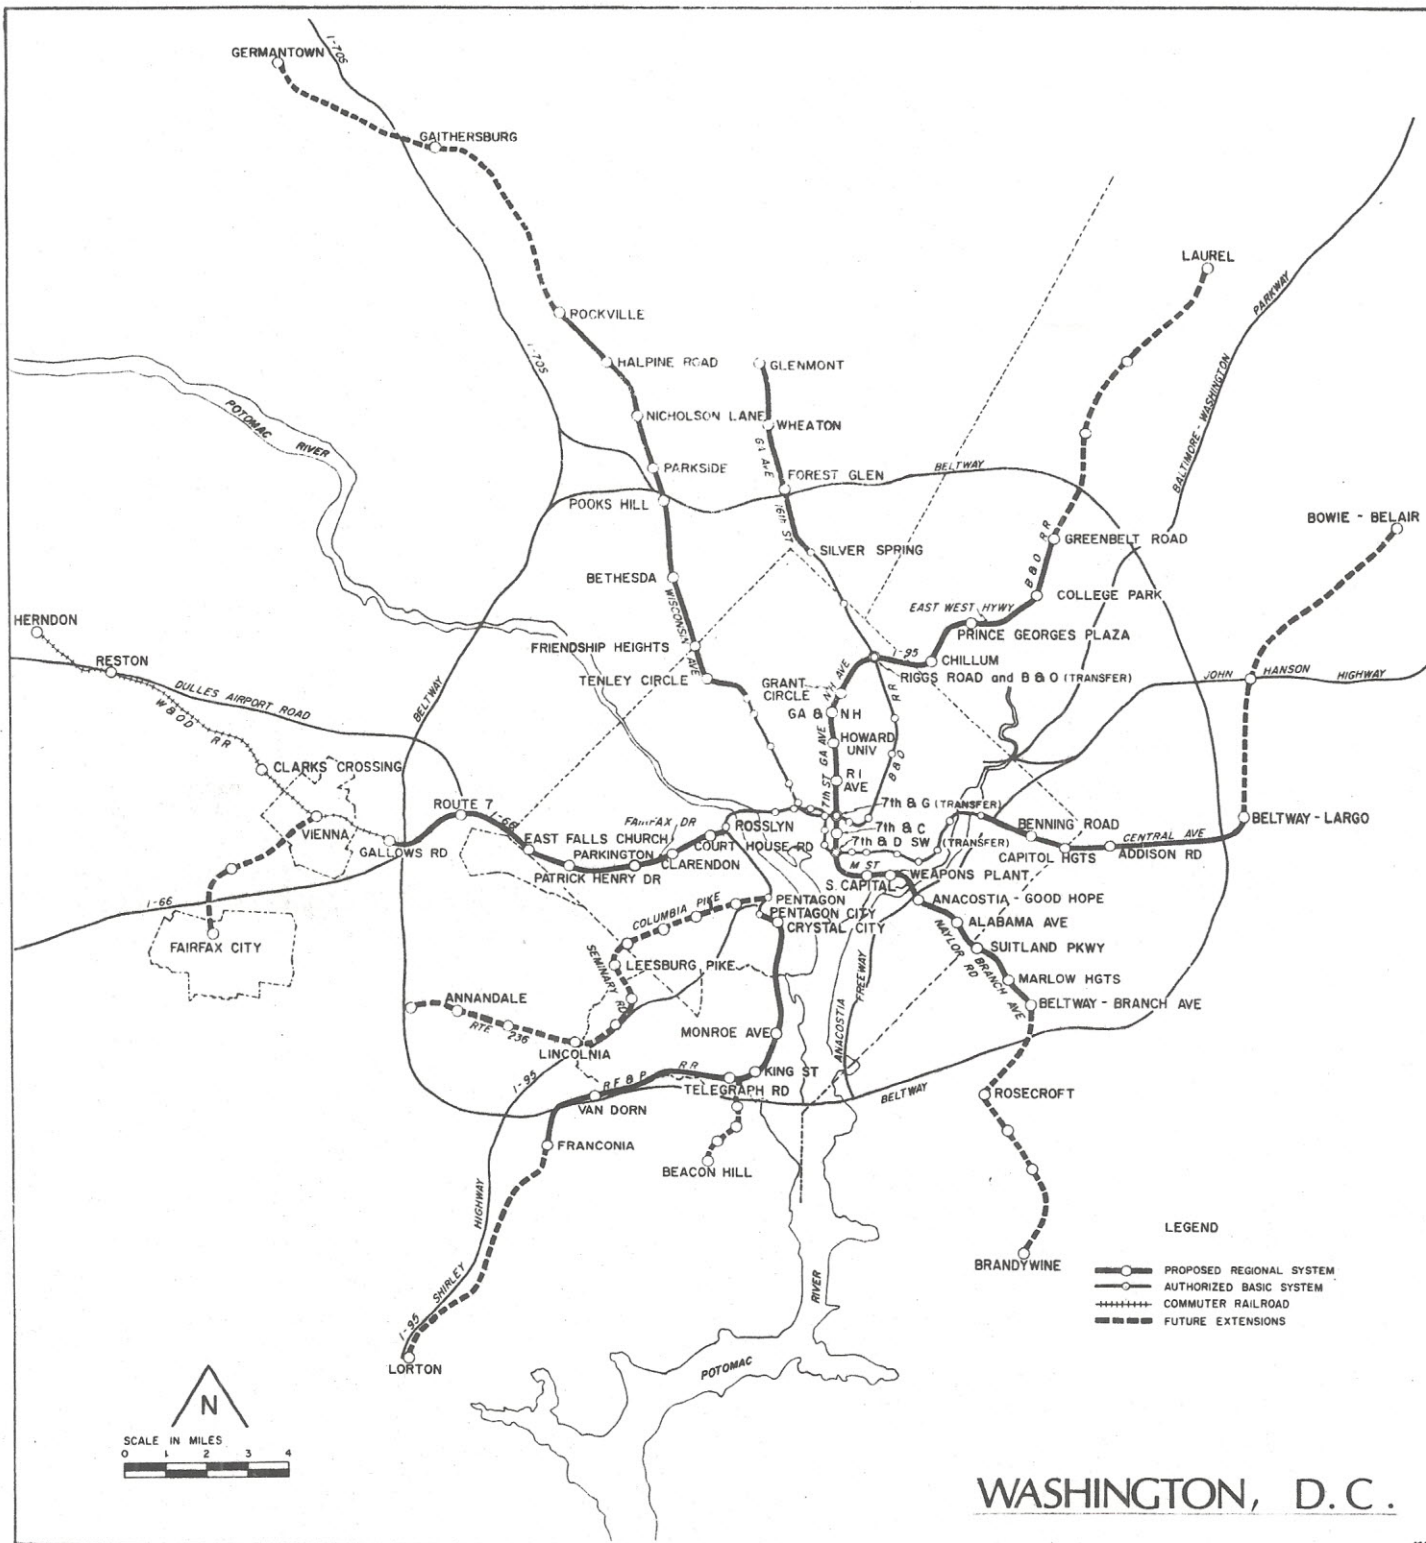 GERMANTOWN
I-70S
GAITHERSBURG
LAUREL
PARKWAY
ROCKVILLE
I-70S
HALPINE ROAD
GLENMONT
BALTIMORE - WASHINGTON
POTOMAC
RIVER
NICHOLSON LANE
WHEATON
GA AVE
PARKSIDE
FOREST GLEN
BELTWAY
POOKS HILL
16th ST
BOWIE - BELAIR
B & O RR
GREENBELT ROAD
SILVER SPRING
BETHESDA
WISCONSIN AVE
COLLEGE PARK
EAST WEST HYWY
HERNDON
PRINCE GEORGES PLAZA
FRIENDSHIP HEIGHTS
I-95
CHILLUM
RESTON
TENLEY CIRCLE
RIGGS ROAD and B & O (TRANSFER)
JOHN HANSON HIGHWAY
DULLES AIRPORT ROAD
BELTWAY
GRANT
CIRCLE
NH AVE
W & OD RR
GA & NH
RR
B & O
HOWARD
UNIV
GA AVE
CLARKS CROSSING
R I
AVE
7th ST
ROUTE 7
I-66
7th & G (TRANSFER)
FAIRFAX DR
ROSSLYN
VIENNA
7th & C
EAST FALLS CHURCH
COURT HOUSE RD
7th & D SW (TRANSFER)
BENNING ROAD
BELTWAY - LARGO
CENTRAL AVE
GALLOWS RD
PARKINGTON
CLARENDON
CAPITOL HGTS
ADDISON RD
PATRICK HENRY DR
M ST
WEAPONS PLANT
S. CAPITAL
I-66
COLUMBIA PIKE
PENTAGON
ANACOSTIA - GOOD HOPE
PENTAGON CITY
CRYSTAL CITY
ALABAMA AVE
FAIRFAX CITY
NAYLOR RD
SUITLAND PKWY
SEMINARY RD
LEESBURG PIKE
BRANCH AVE
MARLOW HGTS
ANNANDALE
BELTWAY - BRANCH AVE
RTE 236
ANACOSTIA FREEWAY
MONROE AVE
LINCOLNIA
I-95
R F & P RR
KING ST
TELEGRAPH RD
BELTWAY
ROSECROFT
VAN DORN
FRANCONIA
BEACON HILL
HIGHWAY
LEGEND
BRANDYWINE
PROPOSED REGIONAL SYSTEM
AUTHORIZED BASIC SYSTEM
COMMUTER RAILROAD
FUTURE EXTENSIONS
SHIRLEY
RIVER
I-95
LORTON
POTOMAC
N
SCALE IN MILES
0 1 2 3 4
WASHINGTON, D.C.